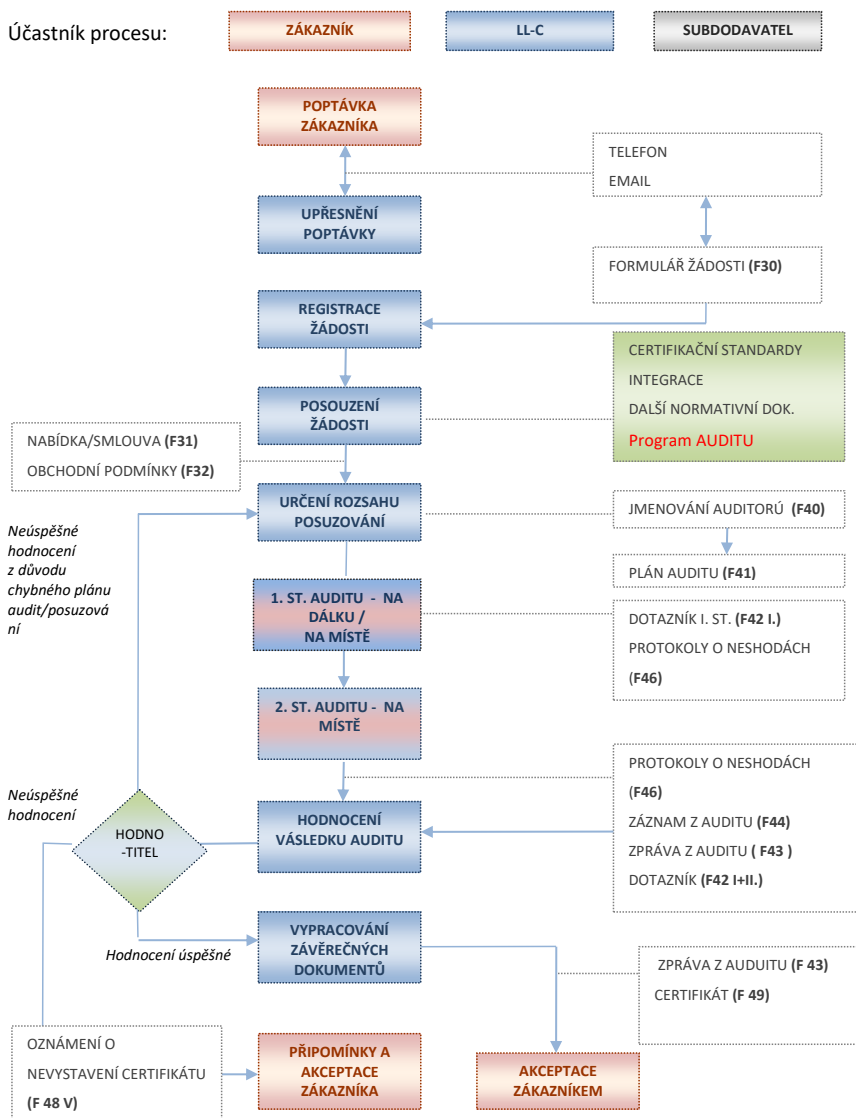 Účastník procesu:
ZÁKAZNÍK
LL-C
SUBDODAVATEL
POPTÁVKA
ZÁKAZNÍKA
TELEFON
EMAIL
UPŘESNĚNÍ
POPTÁVKY
FORMULÁŘ ŽÁDOSTI (F30)
REGISTRACE
ŽÁDOSTI
CERTIFIKAČNÍ STANDARDY
INTEGRACE
DALŠÍ NORMATIVNÍ DOK.
Program AUDITU
POSOUZENÍ
ŽÁDOSTI
NABÍDKA/SMLOUVA (F31)
OBCHODNÍ PODMÍNKY (F32)
URČENÍ ROZSAHU
POSUZOVÁNÍ
JMENOVÁNÍ AUDITORÚ (F40)
PLÁN AUDITU (F41)
Neúspěšné
hodnocení
z důvodu
chybného plánu
audit/posuzová
ní
1. ST. AUDITU - NA
DÁLKU /
NA MÍSTĚ
DOTAZNÍK I. ST. (F42 I.)
PROTOKOLY O NESHODÁCH
(F46)
2. ST. AUDITU - NA
MÍSTĚ
PROTOKOLY O NESHODÁCH
(F46)
ZÁZNAM Z AUDITU (F44)
ZPRÁVA Z AUDITU ( F43 )
DOTAZNÍK (F42 I+II.)
Neúspěšné
hodnocení
HODNO
-TITEL
HODNOCENÍ
VÁSLEDKU AUDITU
Hodnocení úspěšné
VYPRACOVÁNÍ
ZÁVĚREČNÝCH
DOKUMENTŮ
ZPRÁVA Z AUDUITU (F 43)
CERTIFIKÁT (F 49)
OZNÁMENÍ O
NEVYSTAVENÍ CERTIFIKÁTU
(F 48 V)
PŘIPOMÍNKY A
AKCEPTACE
ZÁKAZNÍKA
AKCEPTACE
ZÁKAZNÍKEM